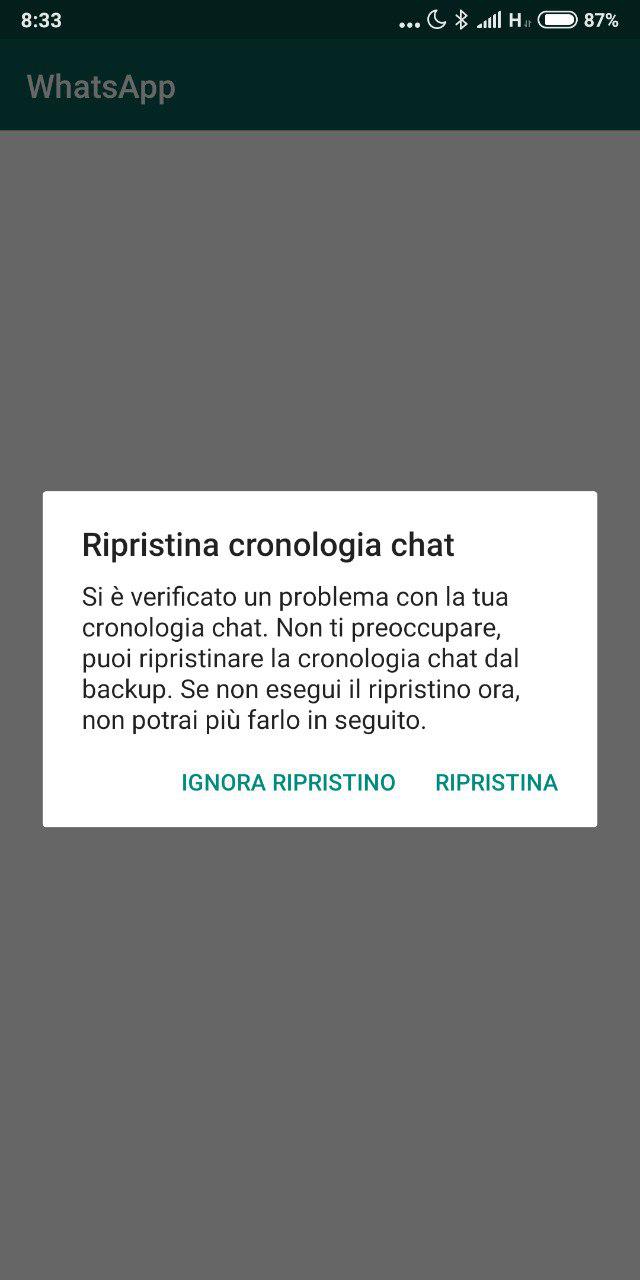 8:33
... H 87%
WhatsApp
Ripristina cronologia chat
Si è verificato un problema con la tua
cronologia chat. Non ti preoccupare,
puoi ripristinare la cronologia chat dal
backup. Se non esegui il ripristino ora,
non potrai più farlo in seguito.
IGNORA RIPRISTINO RIPRISTINA